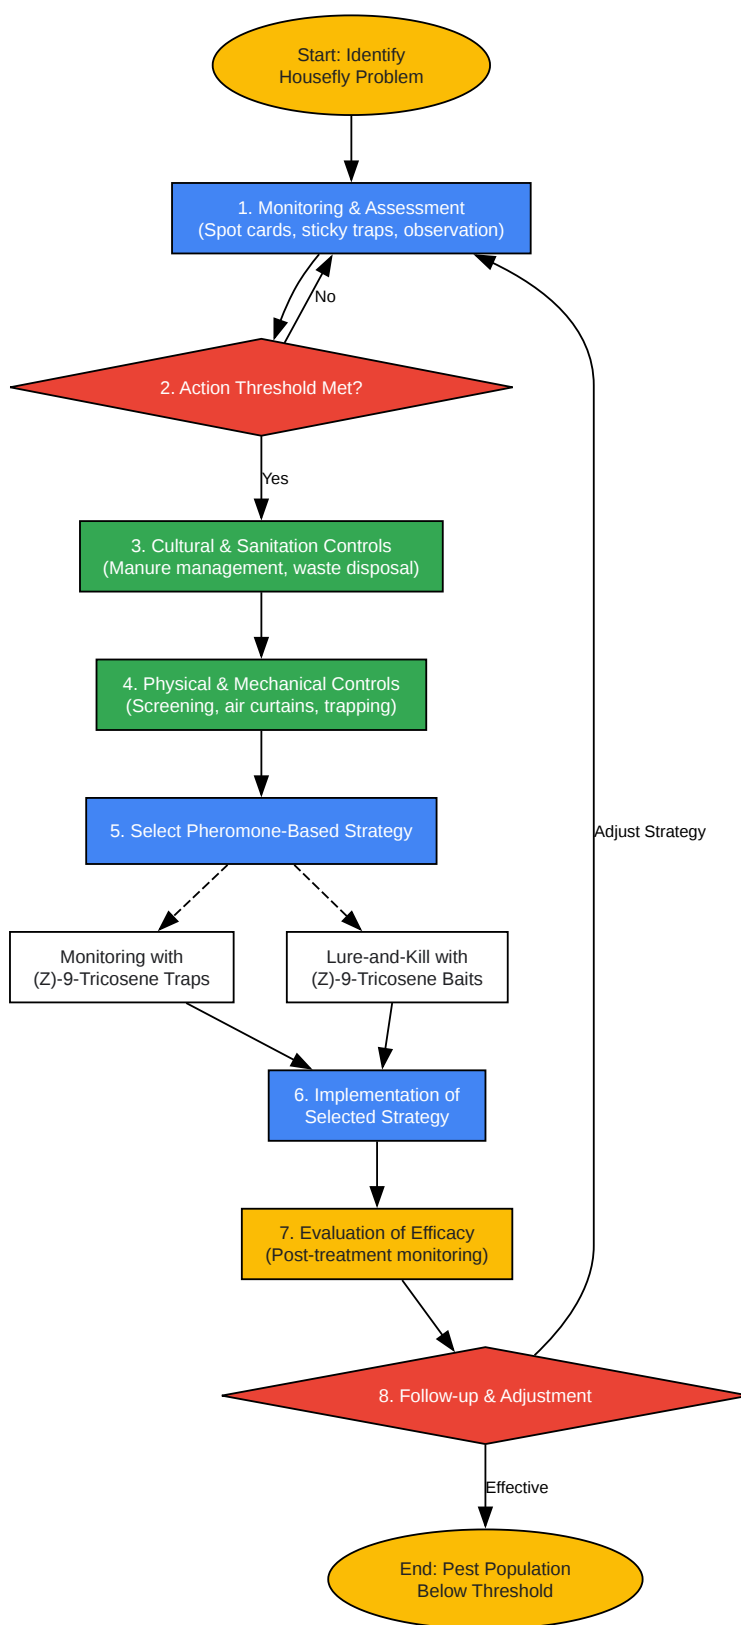 Start: Identify
Housefly Problem
1. Monitoring & Assessment
(Spot cards, sticky traps, observation)
No
2. Action Threshold Met?
Yes
3. Cultural & Sanitation Controls
(Manure management, waste disposal)
4. Physical & Mechanical Controls
(Screening, air curtains, trapping)
5. Select Pheromone-Based Strategy
Adjust Strategy
Monitoring with
(Z)-9-Tricosene Traps
Lure-and-Kill with
(Z)-9-Tricosene Baits
6. Implementation of
Selected Strategy
7. Evaluation of Efficacy
(Post-treatment monitoring)
8. Follow-up & Adjustment
Effective
End: Pest Population
Below Threshold